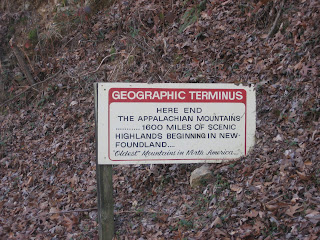 GEOGRAPHIC TERMINUS
HERE END
THE APPALACHIAN MOUNTAINS
............1600 MILES OF SCENIC
HIGHLANDS BEGINNING IN NEW-
FOUNDLAND....
"Oldest" Mountains in North America...